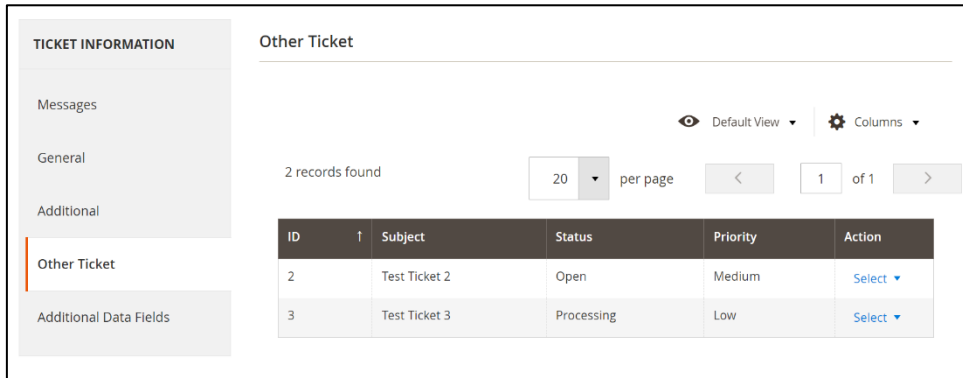 TICKET INFORMATION
Messages
General
Additional
Other Ticket
Additional Data Fields
Other Ticket
Default View Columns
2 records found 20 per page 1 of 1
ID Subject Status Priority Action
2 Test Ticket 2 Open Medium Select
3 Test Ticket 3 Processing Low Select